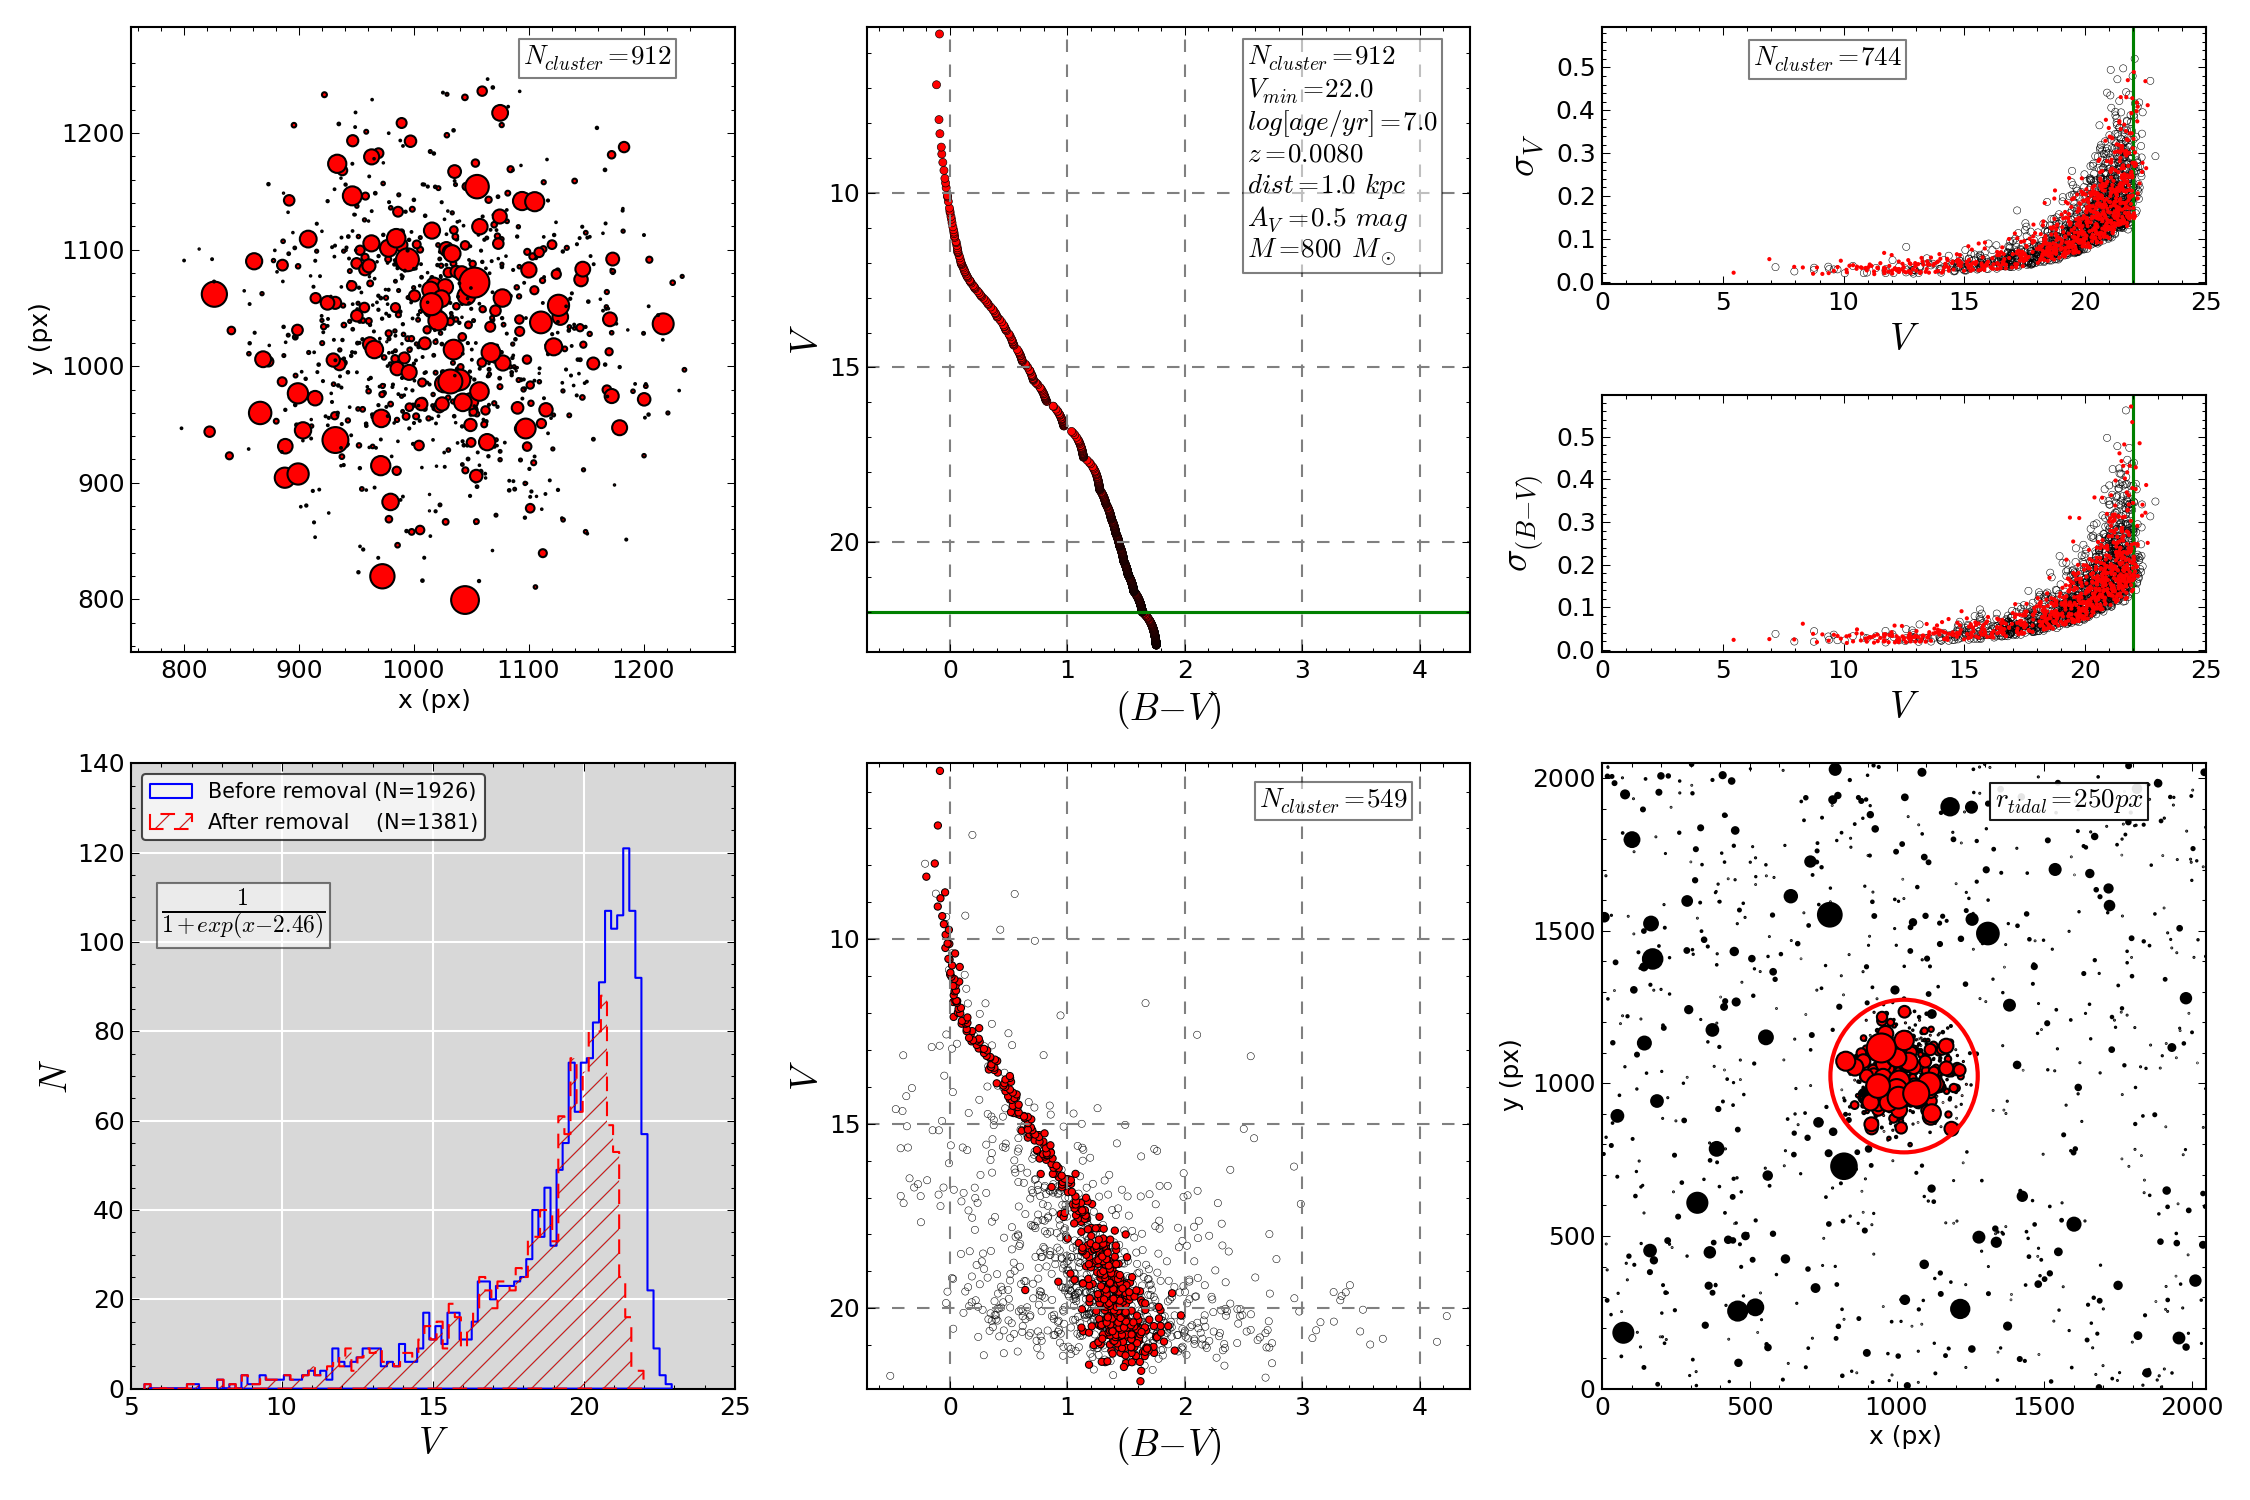 N_cluster=912
1200
1100
1000
900
800
y (px)
800 900 1000 1100 1200
x (px)
N_cluster=912
V_min=22.0
log[age/yr]=7.0
z=0.0080
dist=1.0 kpc
A_V=0.5 mag
M=800 M_⊙
10
15
20
V
0 1 2 3 4
(B−V)
N_cluster=744
0.5
0.4
0.3
0.2
0.1
0.0
σ_V
0 5 10 15 20 25
V
0.5
0.4
0.3
0.2
0.1
0.0
σ_(B−V)
0 5 10 15 20 25
V
Before removal (N=1926)
After removal (N=1381)
1
1+exp(x−2.46)
140
120
100
80
60
40
20
0
N
5 10 15 20 25
V
N_cluster=549
10
15
20
V
0 1 2 3 4
(B−V)
r_tidal=250px
2000
1500
1000
500
0
y (px)
0 500 1000 1500 2000
x (px)